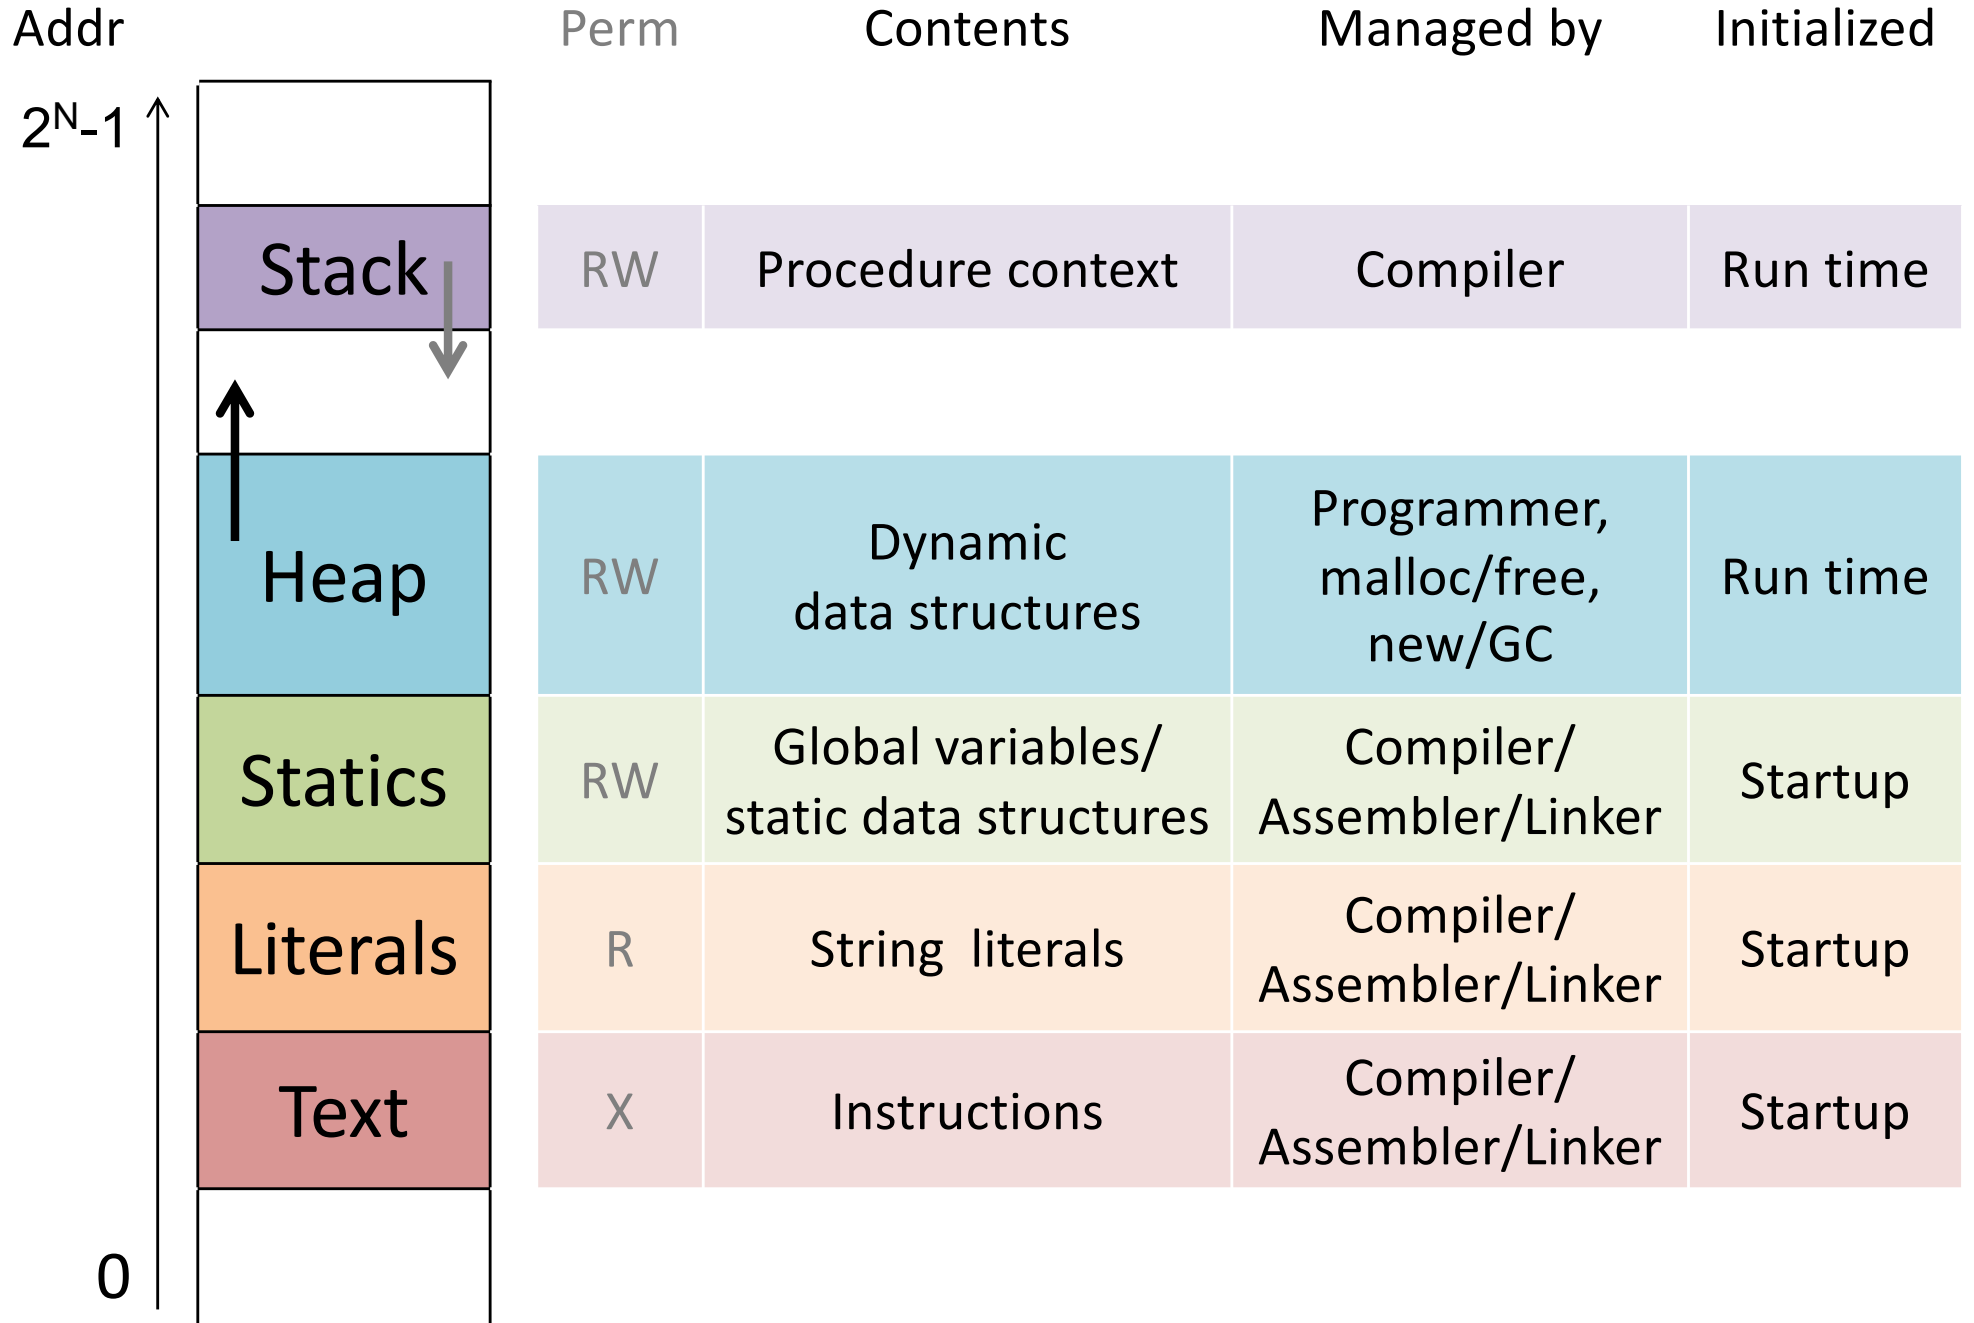 Addr Perm Contents Managed by Initialized
2ᴺ-1
Stack RW Procedure context Compiler Run time
Heap RW Dynamic data structures Programmer, malloc/free, new/GC Run time
Statics RW Global variables/ static data structures Compiler/ Assembler/Linker Startup
Literals R String literals Compiler/ Assembler/Linker Startup
Text X Instructions Compiler/ Assembler/Linker Startup
0